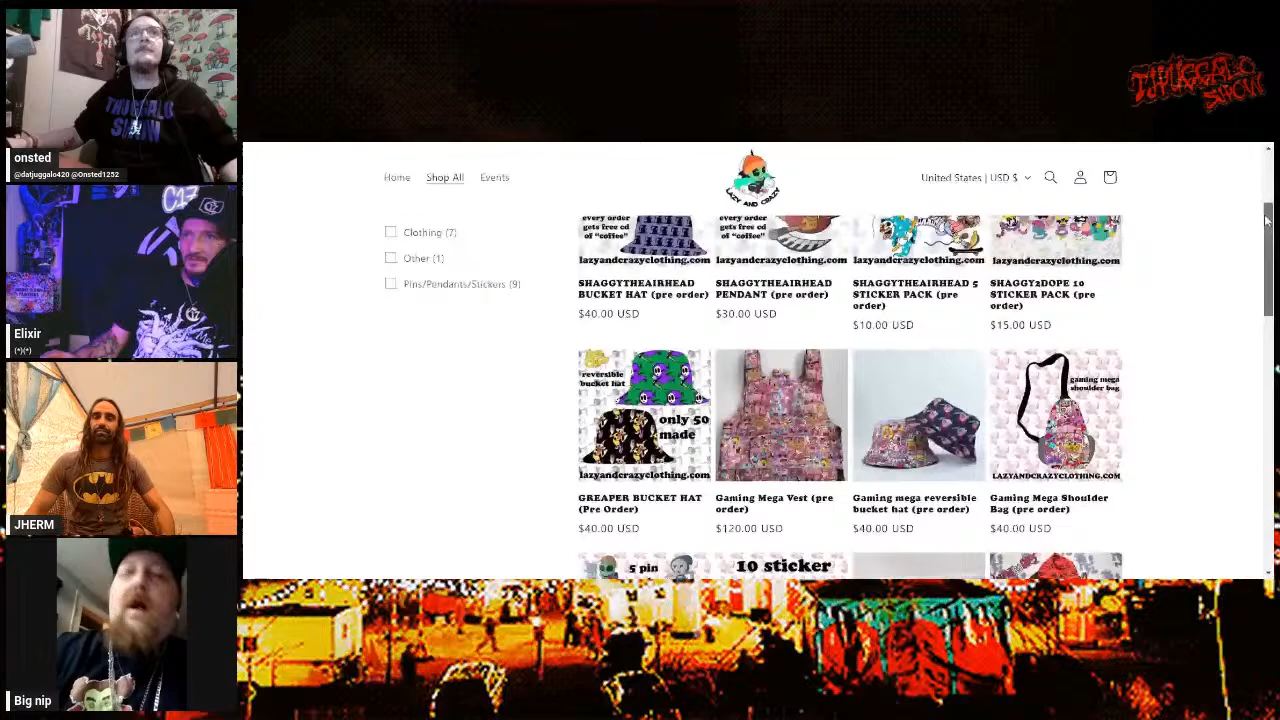 THUGGALO
SHOW
THUGGALO
SHOW
onsted
@datjuggalo420 @Onsted1252
Elixir
(*)(*)
JHERM
Big nip
Home
Shop All
Events
LAZY AND CRAZY
United States | USD $
Clothing (7)
Other (1)
Pins/Pendants/Stickers (9)
every order
gets free cd
of "coffee"
lazyandcrazyclothing.com
every order
gets free cd
of "coffee"
lazyandcrazyclothing.com
lazyandcrazyclothing.com
lazyandcrazyclothing.com
SHAGGYTHEAIRHEAD
BUCKET HAT (pre order)
$40.00 USD
SHAGGYTHEAIRHEAD
PENDANT (pre order)
$30.00 USD
SHAGGYTHEAIRHEAD 5
STICKER PACK (pre
order)
$10.00 USD
SHAGGY2DOPE 10
STICKER PACK (pre
order)
$15.00 USD
reversible
bucket hat
only 50
made
lazyandcrazyclothing.com
gaming mega
shoulder bag
LAZYANDCRAZYCLOTHING.COM
GREAPER BUCKET HAT
(Pre Order)
$40.00 USD
Gaming Mega Vest (pre
order)
$120.00 USD
Gaming mega reversible
bucket hat (pre order)
$40.00 USD
Gaming Mega Shoulder
Bag (pre order)
$40.00 USD
5 pin
10 sticker